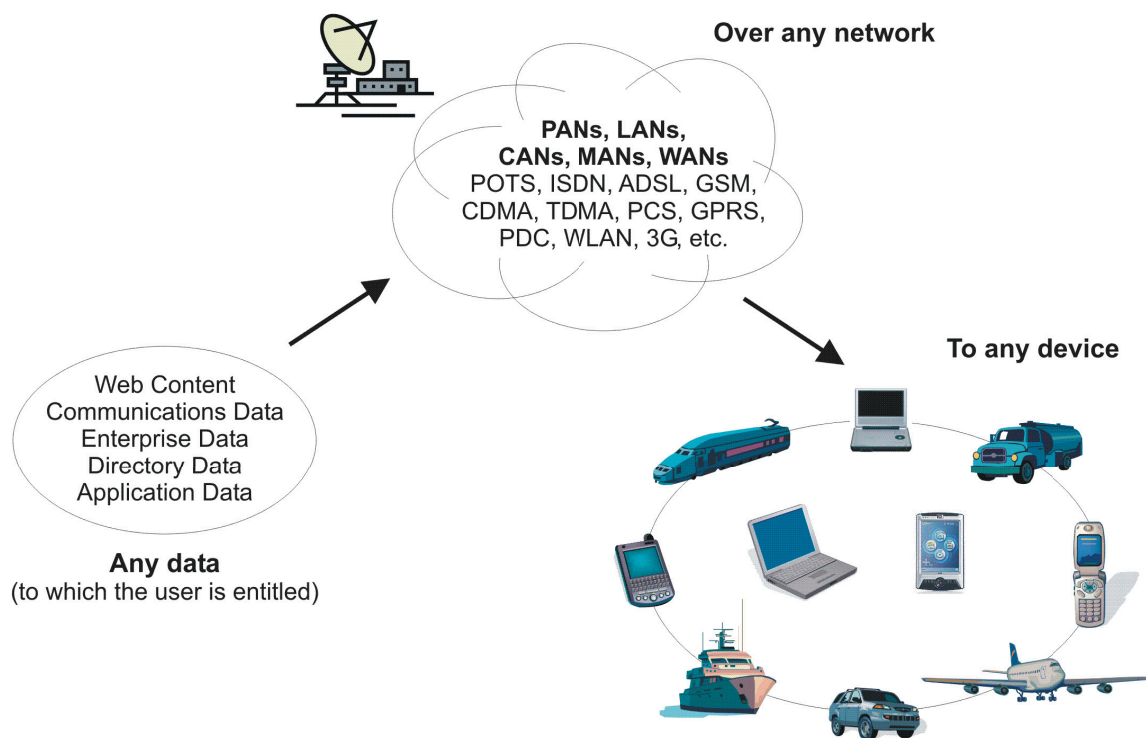 Over any network
PANs, LANs,
CANs, MANs, WANs
POTS, ISDN, ADSL, GSM,
CDMA, TDMA, PCS, GPRS,
PDC, WLAN, 3G, etc.
To any device
Web Content
Communications Data
Enterprise Data
Directory Data
Application Data
Any data
(to which the user is entitled)